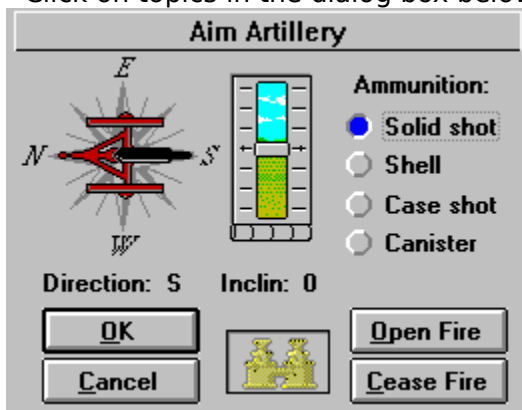 Click on topics in the dialog box below
Aim Artillery
E
N
S
W
Ammunition:
Solid shot
Shell
Case shot
Canister
Direction: S
Inclin: 0
OK
Cancel
Open Fire
Cease Fire